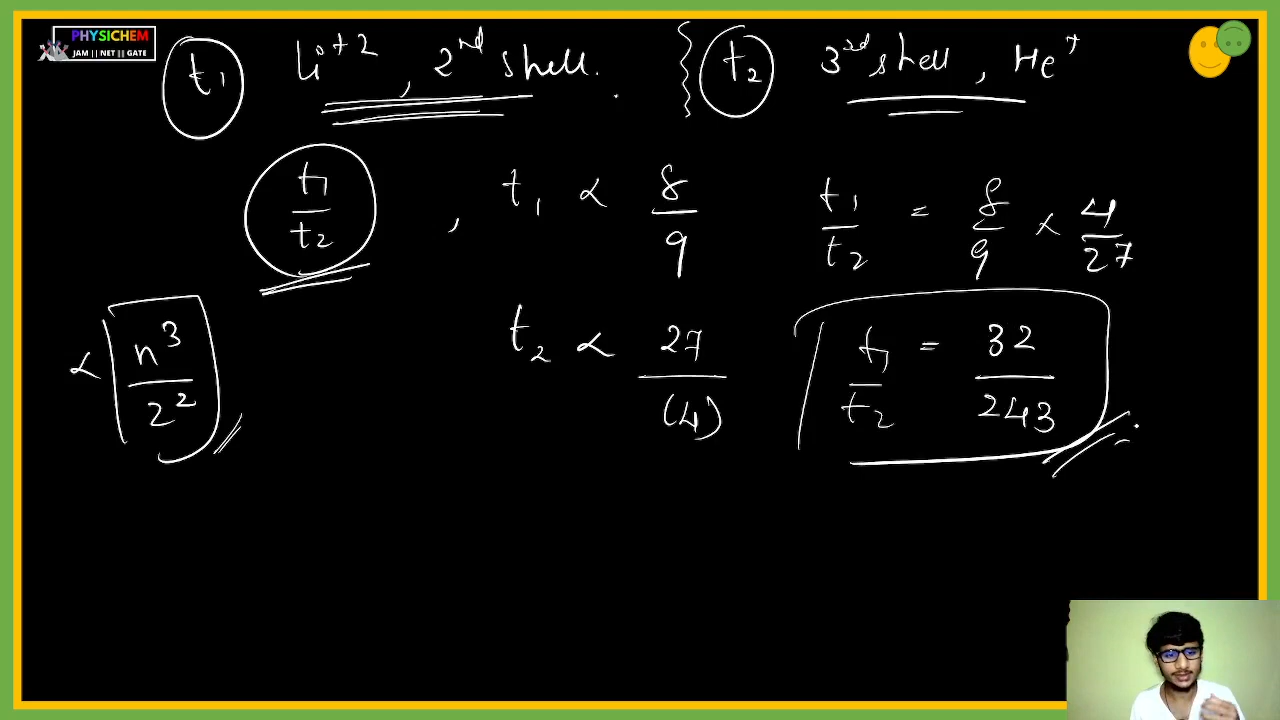 PHYSICHEM
JAM || NET || GATE
t₁ Li⁺², 2ⁿᵈ shell. t₂ 3ʳᵈ shell, He⁺
t₁/t₂ , t₁ ∝ 8/9 t₁/t₂ = 8/9 × 4/27
∝ n³/z² t₂ ∝ 27/(4) t₁/t₂ = 32/243